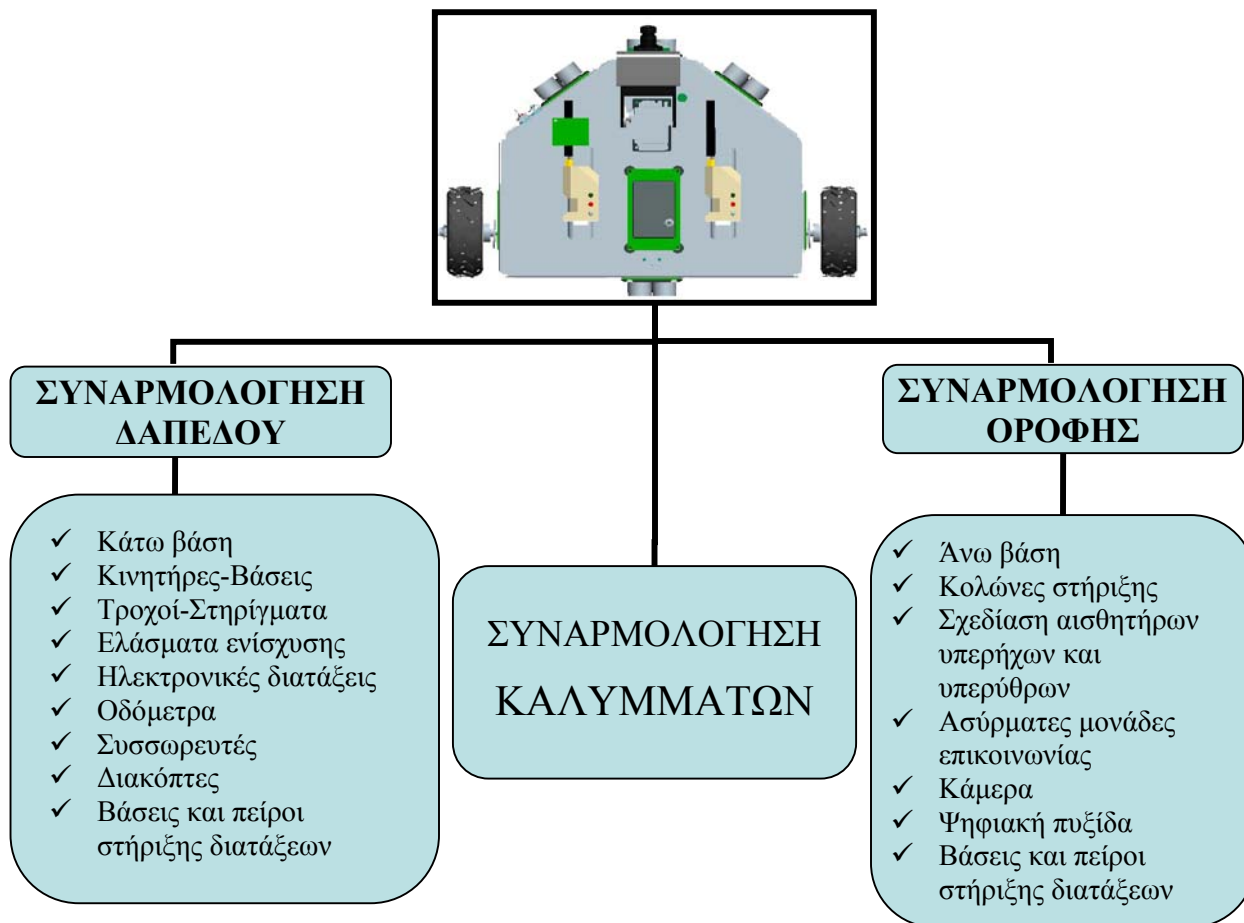 ΣΥΝΑΡΜΟΛΟΓΗΣΗ
ΔΑΠΕΔΟΥ
✓ Κάτω βάση
✓ Κινητήρες-Βάσεις
✓ Τροχοί-Στηρίγματα
✓ Ελάσματα ενίσχυσης
✓ Ηλεκτρονικές διατάξεις
✓ Οδόμετρα
✓ Συσσωρευτές
✓ Διακόπτες
✓ Βάσεις και πείροι
στήριξης διατάξεων
ΣΥΝΑΡΜΟΛΟΓΗΣΗ
ΚΑΛΥΜΜΑΤΩΝ
ΣΥΝΑΡΜΟΛΟΓΗΣΗ
ΟΡΟΦΗΣ
✓ Άνω βάση
✓ Κολώνες στήριξης
✓ Σχεδίαση αισθητήρων
υπερήχων και
υπερύθρων
✓ Ασύρματες μονάδες
επικοινωνίας
✓ Κάμερα
✓ Ψηφιακή πυξίδα
✓ Βάσεις και πείροι
στήριξης διατάξεων